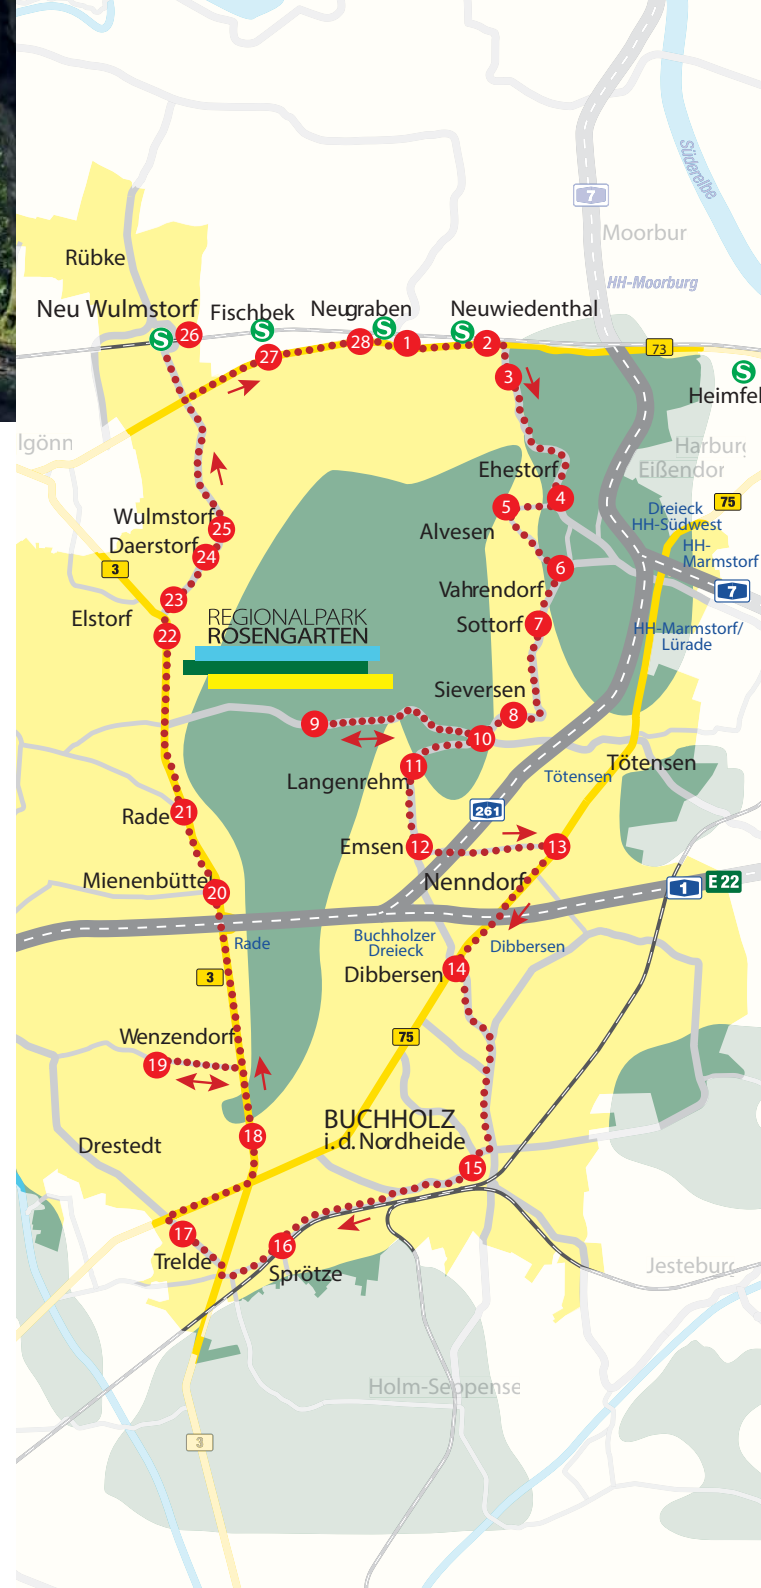 Süderelbe
7
Moorbur
HH-Moorburg
Rübke
Neu Wulmstorf
Fischbek
Neugraben
Neuwiedenthal
S
26
S
27
28
S
1
S
2
73
3
S
Heimfel
lgönn
Harburg
Eißendor
Ehestorf
4
5
75
Dreieck
HH-Südwest
Wulmstorf
25
Alvesen
HH-
Marmstorf
Daerstorf
24
3
6
7
Vahrendorf
23
Elstorf
REGIONALPARK
ROSENGARTEN
Sottorf
7
22
HH-Marmstorf/
Lürade
Sieversen
8
9
10
11
Langenrehm
Tötensen
Tötensen
261
Rade
21
Emsen
12
13
Mienenbüttel
20
Nenndorf
1
E 22
Rade
Buchholzer
Dreieck
Dibbersen
3
Dibbersen
14
75
Wenzendorf
19
BUCHHOLZ
i. d. Nordheide
18
Drestedt
15
17
16
Trelde
Sprötze
Jesteburg
Holm-Seppense
3